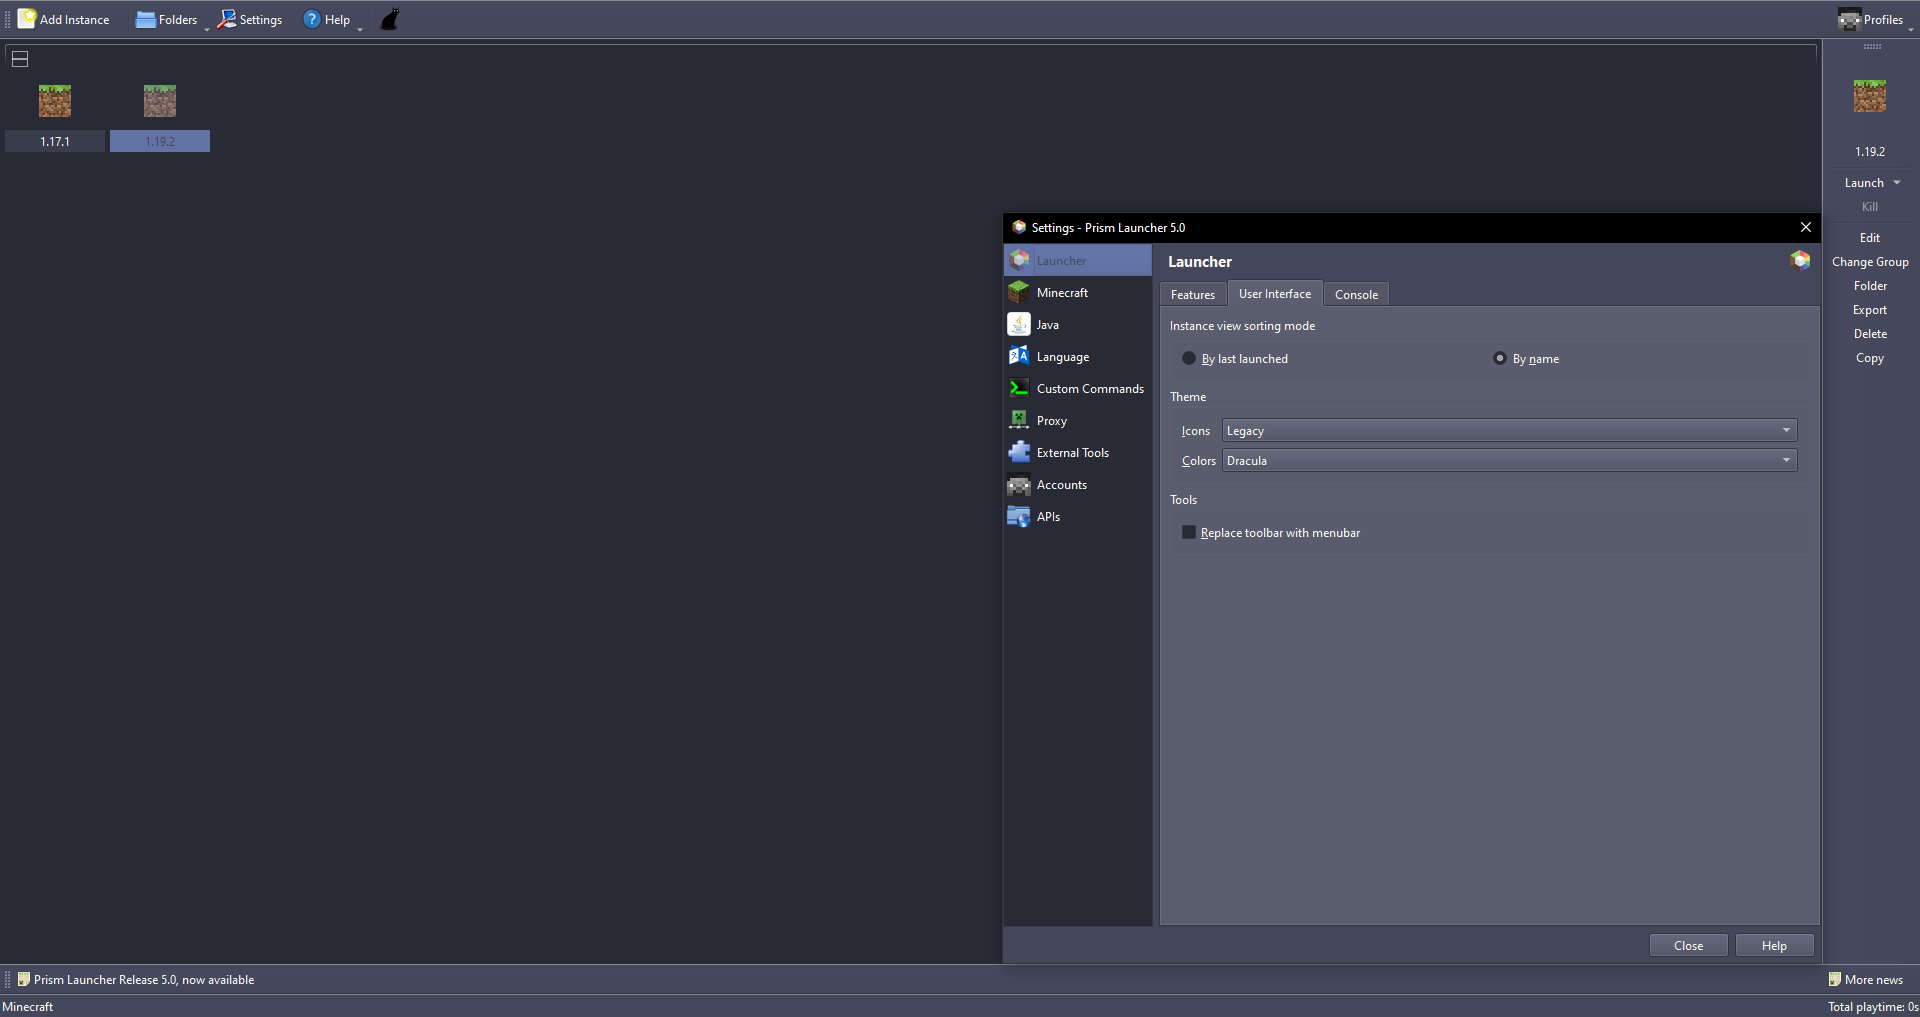 Add Instance Folders Settings Help Profiles
1.17.1 1.19.2
1.19.2
Launch
Kill
Edit
Change Group
Folder
Export
Delete
Copy
Settings - Prism Launcher 5.0
Launcher
Minecraft
Java
Language
Custom Commands
Proxy
External Tools
Accounts
APIs
Launcher
Features User Interface Console
Instance view sorting mode
By last launched By name
Theme
Icons Legacy
Colors Dracula
Tools
Replace toolbar with menubar
Close Help
Prism Launcher Release 5.0, now available More news
Minecraft Total playtime: 0s